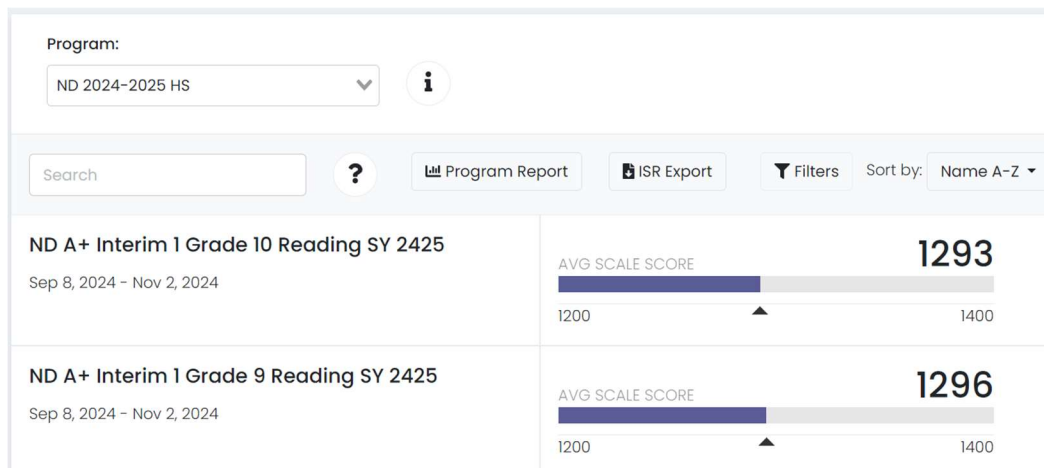 Program:
ND 2024-2025 HS
i
Search
?
Program Report
ISR Export
Filters
Sort by:
Name A-Z
ND A+ Interim 1 Grade 10 Reading SY 2425
Sep 8, 2024 - Nov 2, 2024
AVG SCALE SCORE
1293
1200
1400
ND A+ Interim 1 Grade 9 Reading SY 2425
Sep 8, 2024 - Nov 2, 2024
AVG SCALE SCORE
1296
1200
1400